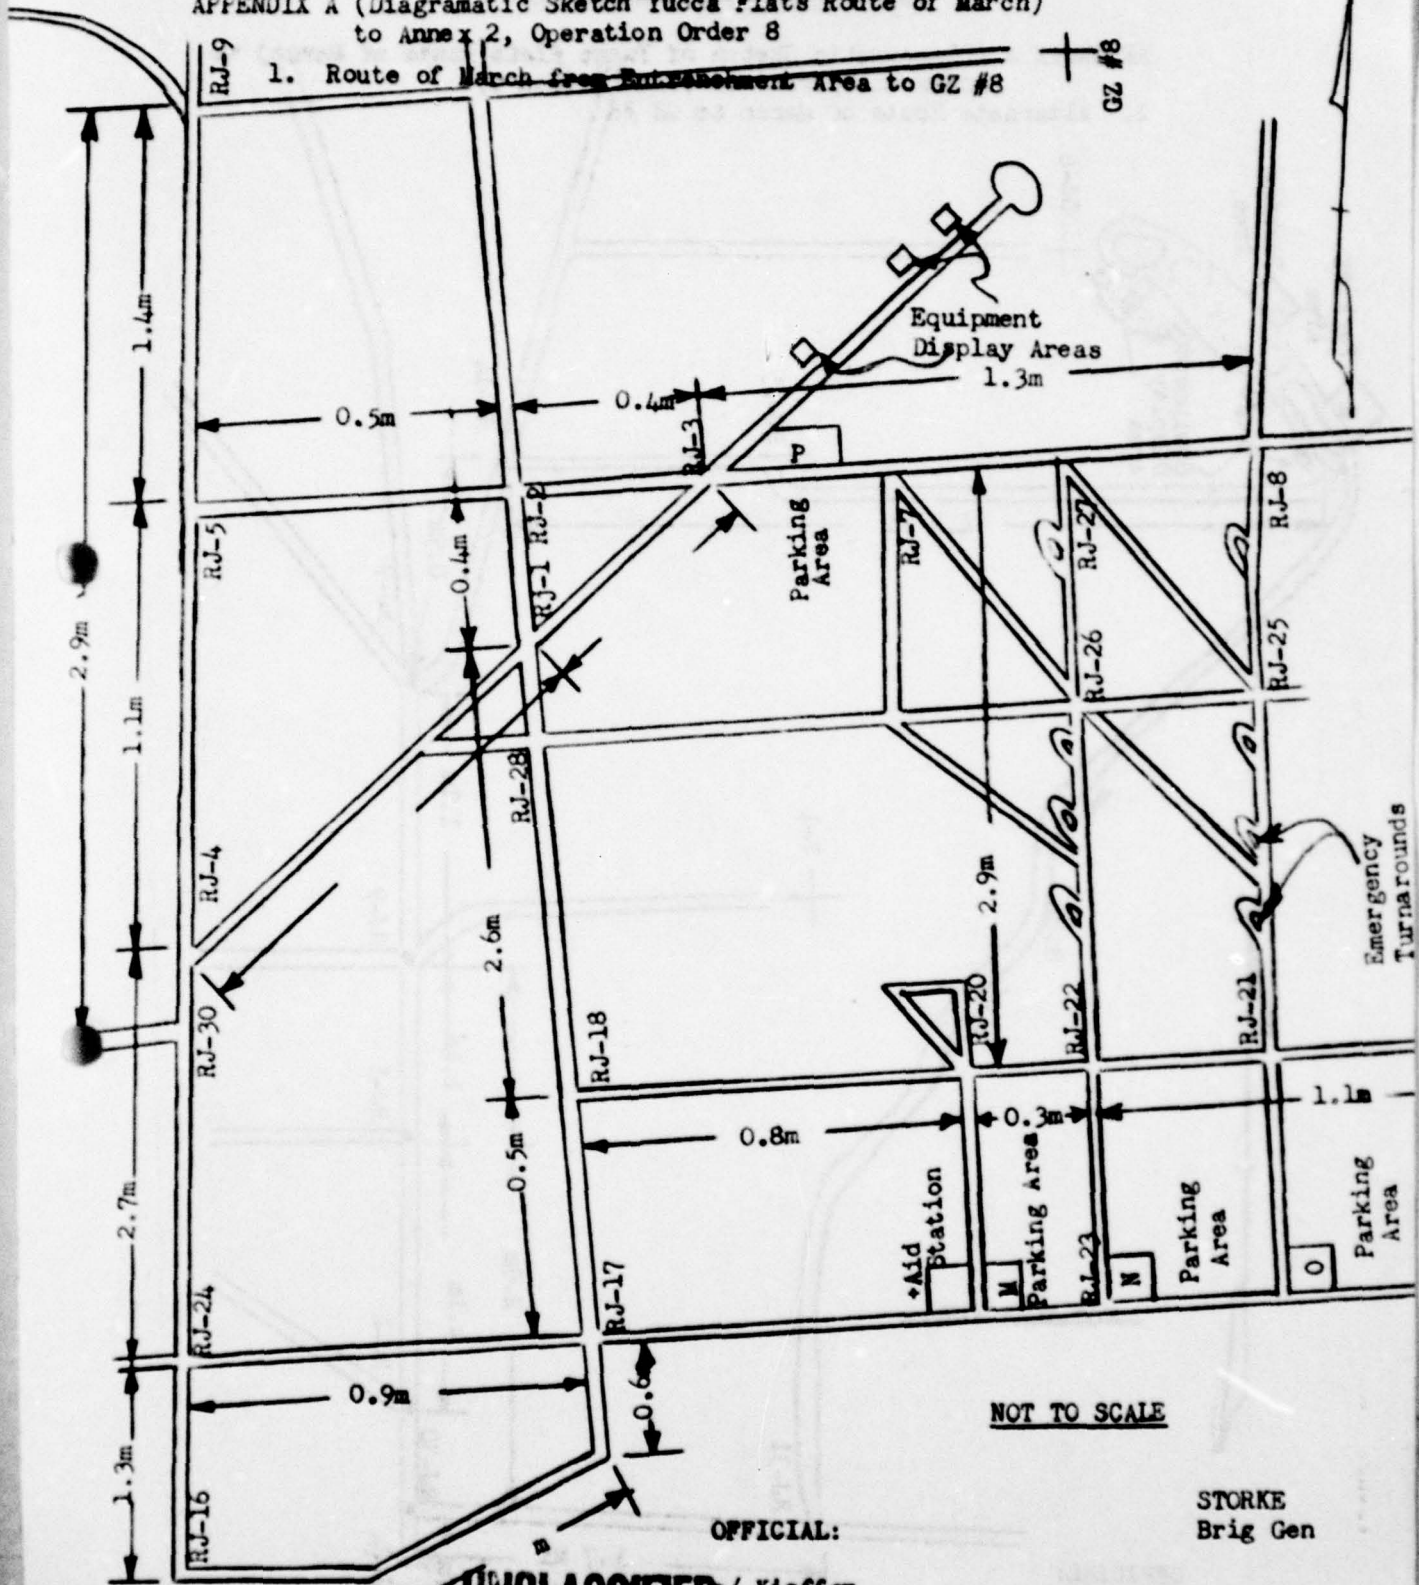 APPENDIX A (Diagramatic Sketch Yucca Flats Route of March)
to Annex 2, Operation Order 8
1. Route of March from Entrenchment Area to GZ #8
RJ-9
GZ #8
1.4m
Equipment
Display Areas
1.3m
0.5m
0.4m
RJ-3
P
Parking
Area
RJ-5
RJ-2
RJ-7
RJ-27
RJ-8
0.4m
RJ-1
2.9m
1.1m
RJ-26
RJ-25
RJ-28
RJ-4
2.9m
Emergency
Turnarounds
2.6m
RJ-30
RJ-18
RJ-20
RJ-22
RJ-21
0.8m
0.3m
1.1m
0.5m
2.7m
+Aid
Station
M
Parking Area
RJ-23
N
Parking
Area
O
Parking
Area
RJ-24
RJ-17
0.9m
0.6m
NOT TO SCALE
1.3m
RJ-16
m
STORKE
Brig Gen
OFFICIAL:
UNCLASSIFIED